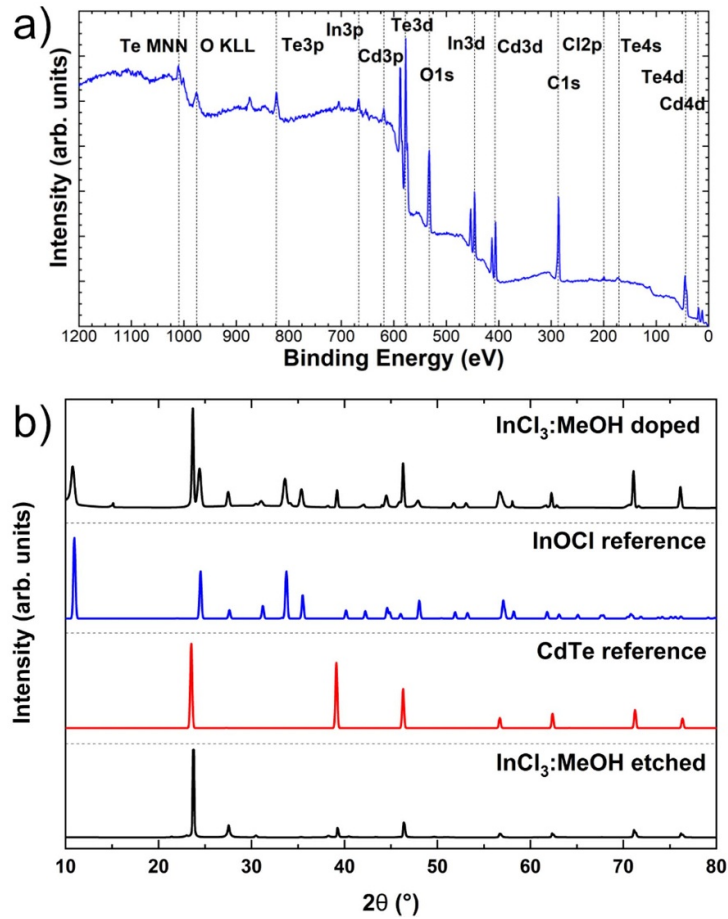 a)
Te MNN
O KLL
Te3p
In3p
Cd3p
Te3d
O1s
In3d
Cd3d
C1s
Cl2p
Te4s
Te4d
Cd4d
Intensity (arb. units)
1200 1100 1000 900 800 700 600 500 400 300 200 100 0
Binding Energy (eV)
b)
InCl₃:MeOH doped
InOCl reference
CdTe reference
InCl₃:MeOH etched
Intensity (arb. units)
10 20 30 40 50 60 70 80
2θ (°)